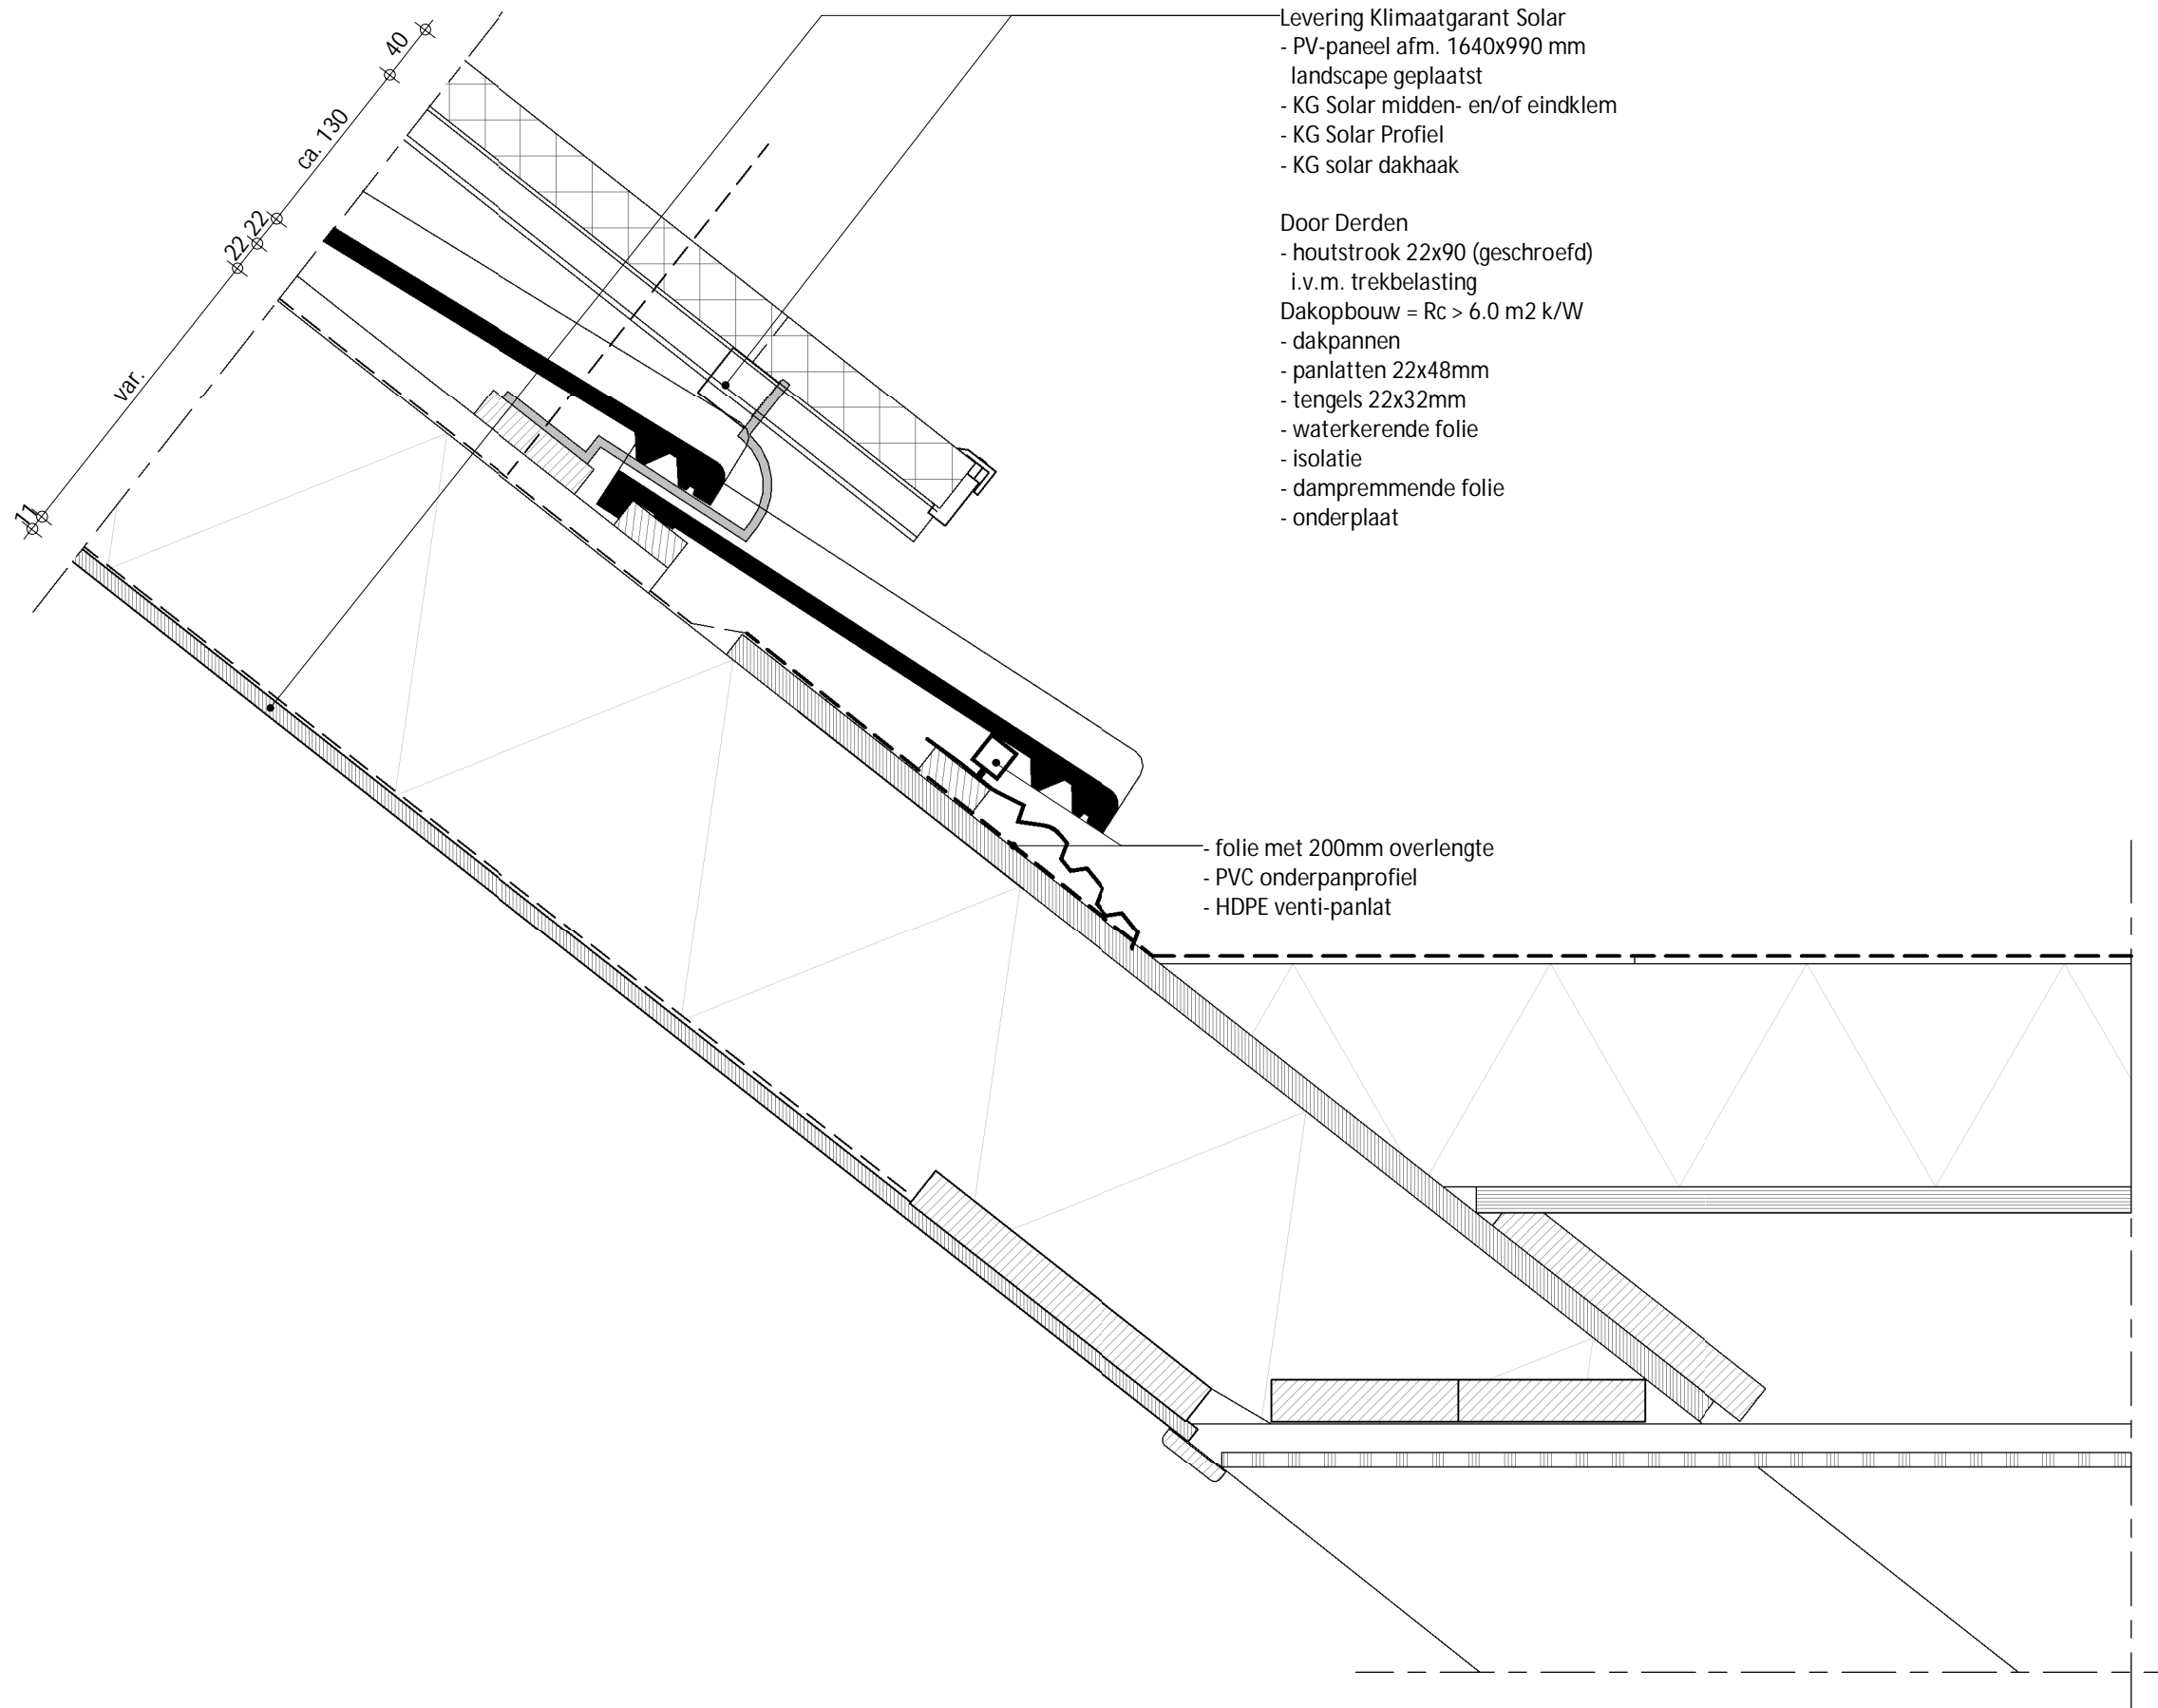 Levering Klimaatgarant Solar
- PV-paneel afm. 1640x990 mm
landscape geplaatst
- KG Solar midden- en/of eindklem
- KG Solar Profiel
- KG solar dakhaak
Door Derden
- houtstrook 22x90 (geschroefd)
i.v.m. trekbelasting
Dakopbouw = Rc > 6.0 m2 k/W
- dakpannen
- panlatten 22x48mm
- tengels 22x32mm
- waterkerende folie
- isolatie
- dampremmende folie
- onderplaat
40
ca. 130
22
22
var.
11
- folie met 200mm overlengte
- PVC onderpanprofiel
- HDPE venti-panlat